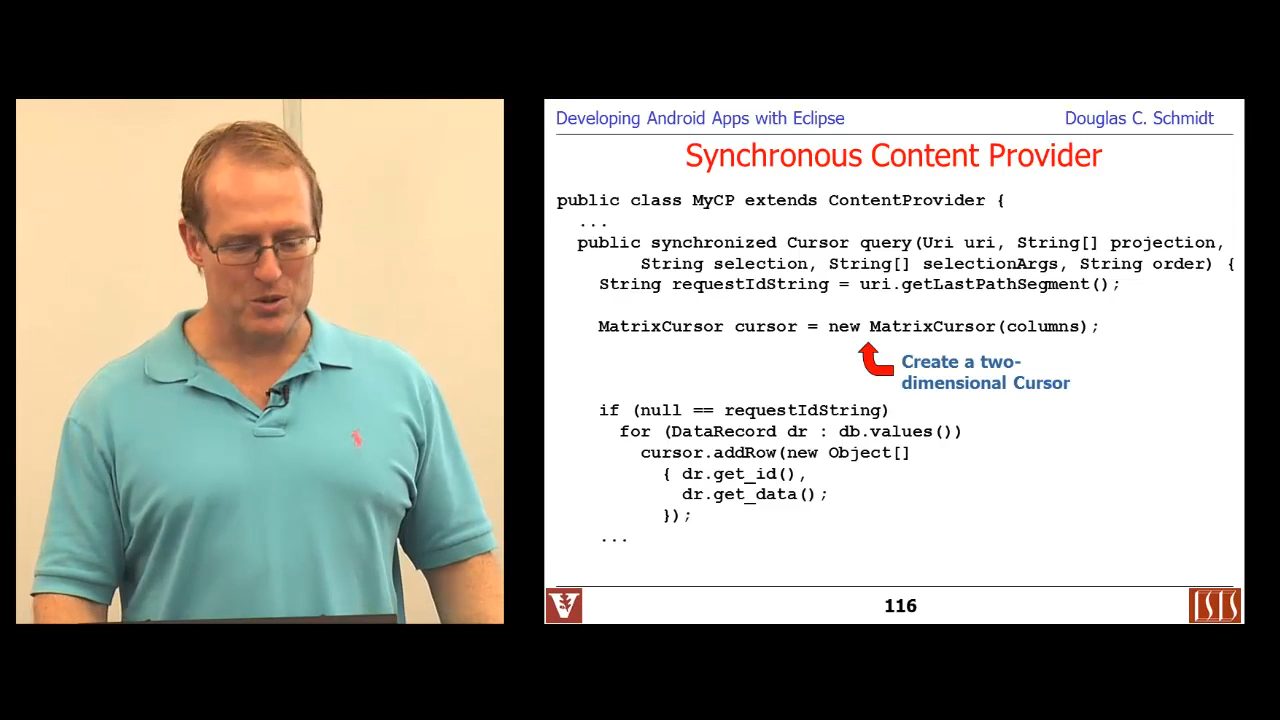 Developing Android Apps with Eclipse Douglas C. Schmidt
Synchronous Content Provider
public class MyCP extends ContentProvider {
...
public synchronized Cursor query(Uri uri, String[] projection,
String selection, String[] selectionArgs, String order) {
String requestIdString = uri.getLastPathSegment();
MatrixCursor cursor = new MatrixCursor(columns);
Create a two-
dimensional Cursor
if (null == requestIdString)
for (DataRecord dr : db.values())
cursor.addRow(new Object[]
{ dr.get_id(),
dr.get_data();
});
...
V 116 ISIS